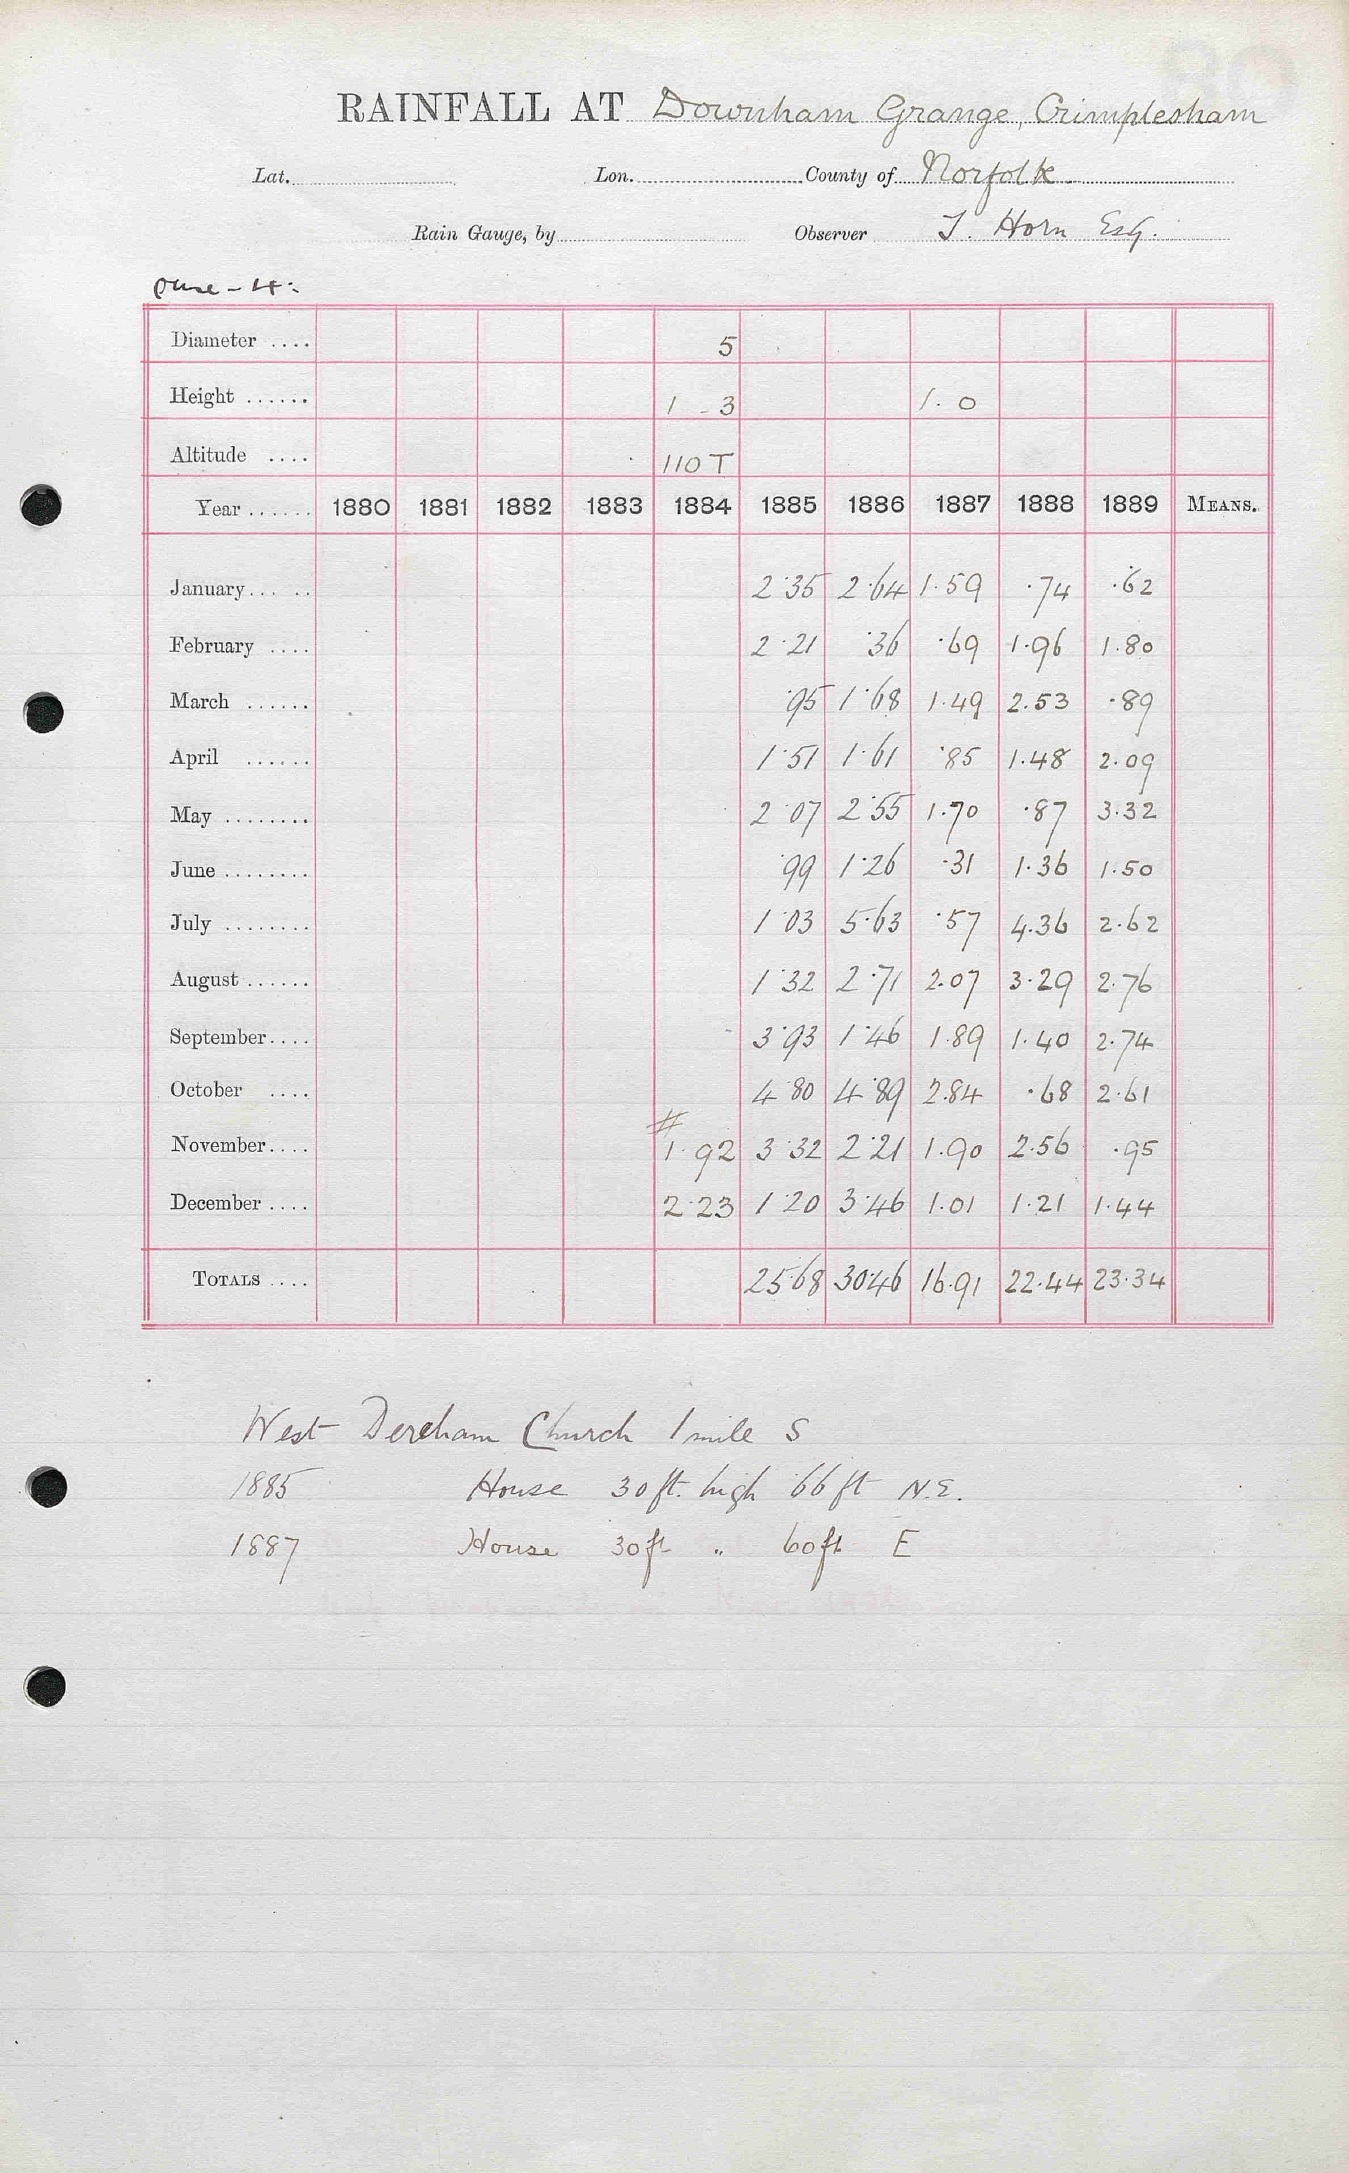 RAINFALL AT Downham Grange, Crimplesham
Lat. Lon. County of Norfolk.
Rain Gauge, by Observer T. Horn Esq.
Diameter .... 5
Height ...... 1 - 3 1. 0
Altitude .... 110 T
Year ...... 1880 1881 1882 1883 1884 1885 1886 1887 1888 1889 MEANS.
January... .. 2.35 2.64 1.59 .74 .62
February .... 2.21 .36 .69 1.96 1.80
March ...... .95 1.68 1.49 2.53 .89
April ...... 1.51 1.61 .85 1.48 2.09
May ........ 2.07 2.55 1.70 .87 3.32
June ........ .99 1.26 .31 1.36 1.50
July ........ 1.03 5.63 .57 4.36 2.62
August ...... 1.32 2.71 2.07 3.29 2.76
September.... 3.93 1.46 1.89 1.40 2.74
October .... 4.80 4.89 2.84 .68 2.61
November.... # 1.92 3.32 2.21 1.90 2.56 .95
December .... 2.23 1.20 3.46 1.01 1.21 1.44
TOTALS .... 25.68 30.46 16.91 22.44 23.34
West Dereham Church 1 mile S
1885 House 30 ft. high 66 ft N.E.
1887 House 30 ft „ 60 ft E